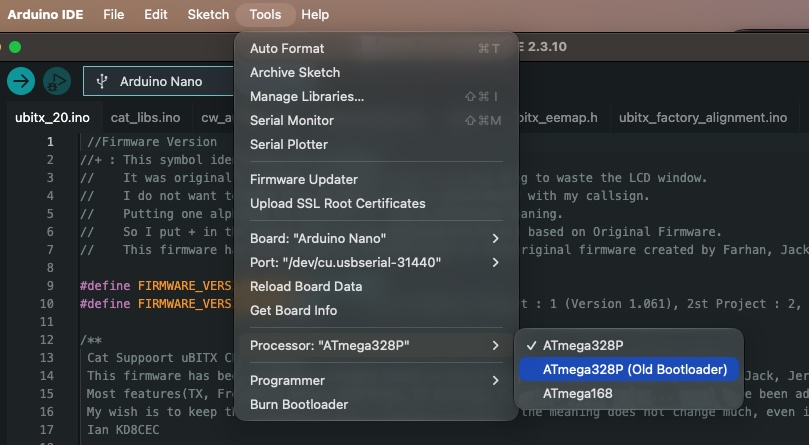 Arduino IDE File Edit Sketch Tools Help
E 2.3.10
Arduino Nano
ubitx_20.ino cat_libs.ino cw_au bitx_eemap.h ubitx_factory_alignment.ino
Auto Format ⌘ T
Archive Sketch
Manage Libraries... ⇧ ⌘ I
Serial Monitor ⇧⌘M
Serial Plotter
Firmware Updater
Upload SSL Root Certificates
Board: "Arduino Nano"
Port: "/dev/cu.usbserial-31440"
Reload Board Data
Get Board Info
Processor: "ATmega328P"
Programmer
Burn Bootloader
✓ ATmega328P
ATmega328P (Old Bootloader)
ATmega168
1 //Firmware Version
2 //+ : This symbol ide
3 // It was original g to waste the LCD window.
4 // I do not want to with my callsign.
5 // Putting one alp aning.
6 // So I put + in th based on Original Firmware.
7 // This firmware ha riginal firmware created by Farhan, Jack
8
9 #define FIRMWARE_VERS
10 #define FIRMWARE_VERS t : 1 (Version 1.061), 2st Project : 2,
11
12 /**
13 Cat Suppoort uBITX C
14 This firmware has bee Jack, Jer
15 Most features(TX, Fr ve been ad
16 My wish is to keep th the meaning does not change much, even i
17 Ian KD8CEC